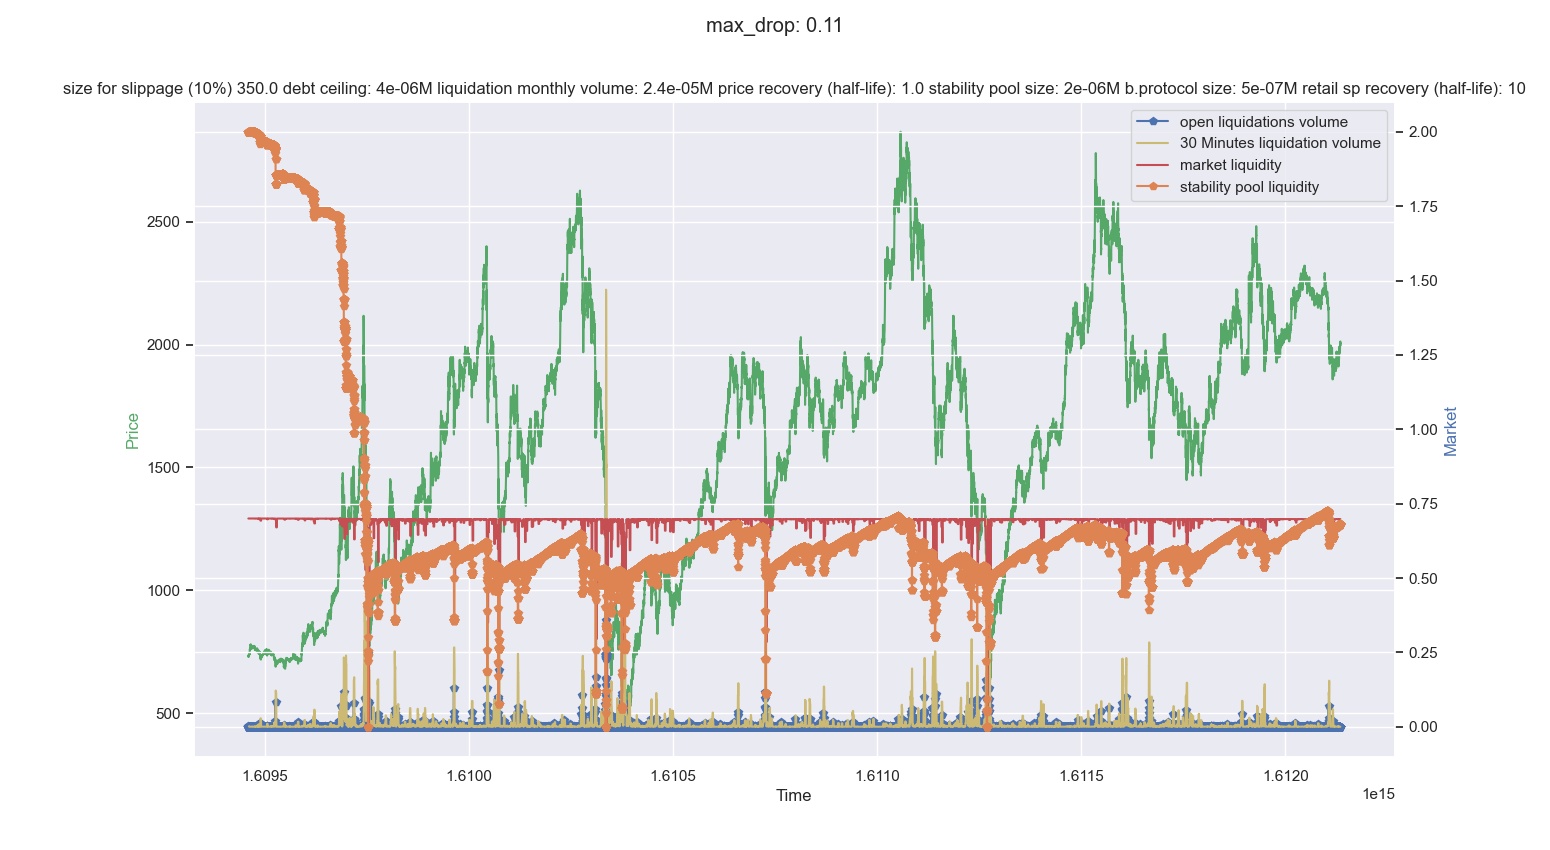 max_drop: 0.11
size for slippage (10%) 350.0 debt ceiling: 4e-06M liquidation monthly volume: 2.4e-05M price recovery (half-life): 1.0 stability pool size: 2e-06M b.protocol size: 5e-07M retail sp recovery (half-life): 10
open liquidations volume
30 Minutes liquidation volume
market liquidity
stability pool liquidity
2500
2000
1500
1000
500
Price
2.00
1.75
1.50
1.25
1.00
0.75
0.50
0.25
0.00
Market
1.6095
1.6100
1.6105
1.6110
1.6115
1.6120
Time
1e15